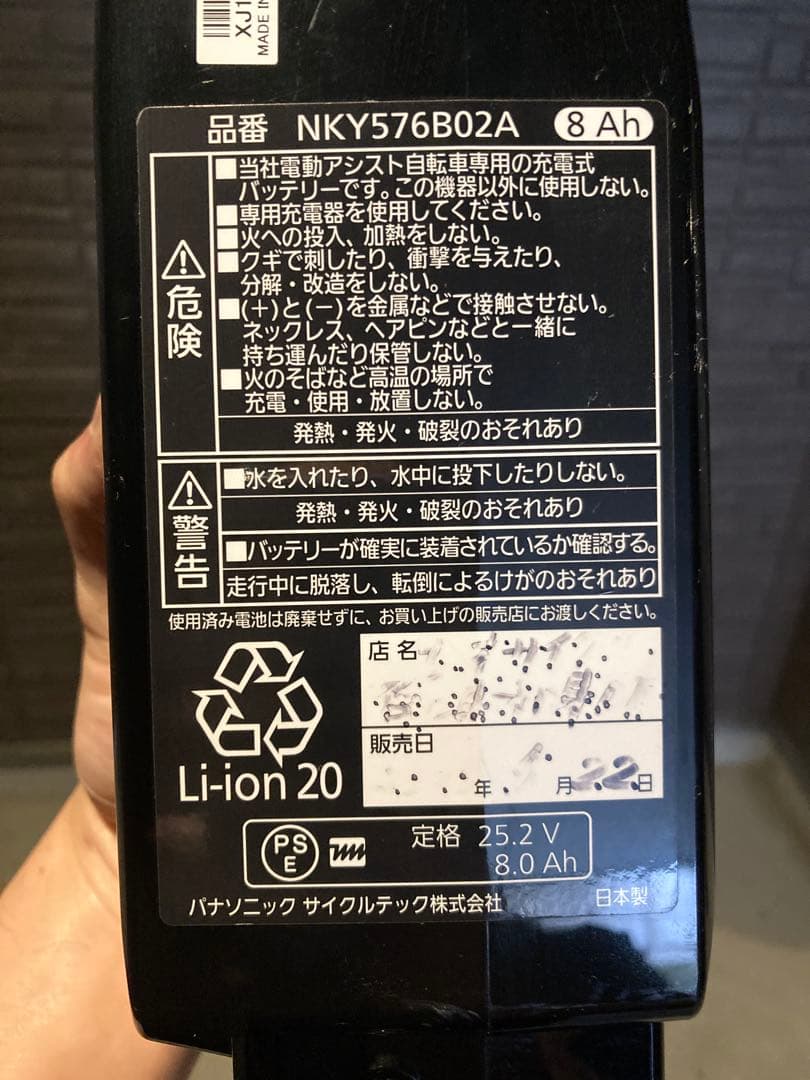 XJ1
MADE IN
品番 NKY576B02A 8 Ah
危険
■当社電動アシスト自転車専用の充電式
バッテリーです。この機器以外に使用しない。
■専用充電器を使用してください。
■火への投入、加熱をしない。
■クギで刺したり、衝撃を与えたり、
分解・改造をしない。
■(+)と(−)を金属などで接触させない。
ネックレス、ヘアピンなどと一緒に
持ち運んだり保管しない。
■火のそばなど高温の場所で
充電・使用・放置しない。
発熱・発火・破裂のおそれあり
警告
■水を入れたり、水中に投下したりしない。
発熱・発火・破裂のおそれあり
■バッテリーが確実に装着されているか確認する。
走行中に脱落し、転倒によるけがのおそれあり
使用済み電池は廃棄せずに、お買い上げの販売店にお渡しください。
店名
販売日
年 月 22日
Li-ion 20
PSE 定格 25.2 V
8.0 Ah
パナソニック サイクルテック株式会社 日本製